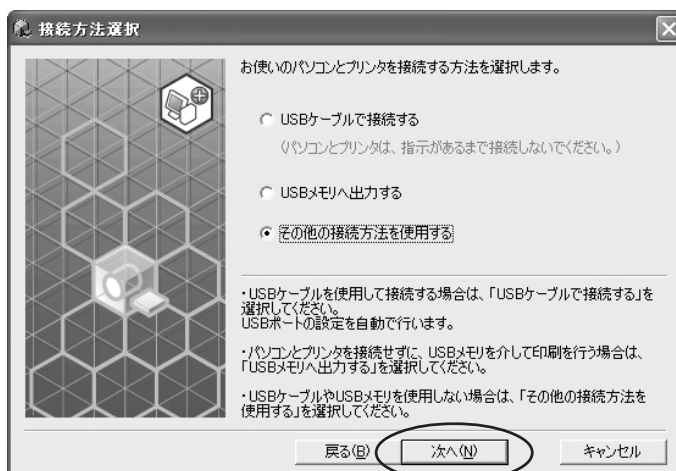 接続方法選択
お使いのパソコンとプリンタを接続する方法を選択します。
USBケーブルで接続する
(パソコンとプリンタは、指示があるまで接続しないでください。)
USBメモリへ出力する
その他の接続方法を使用する
・USBケーブルを使用して接続する場合は、「USBケーブルで接続する」を
選択してください。
USBポートの設定を自動で行います。
・パソコンとプリンタを接続せずに、USBメモリを介して印刷を行う場合は、
「USBメモリへ出力する」を選択してください。
・USBケーブルやUSBメモリを使用しない場合は、「その他の接続方法を
使用する」を選択してください。
戻る(B) 次へ(N) キャンセル